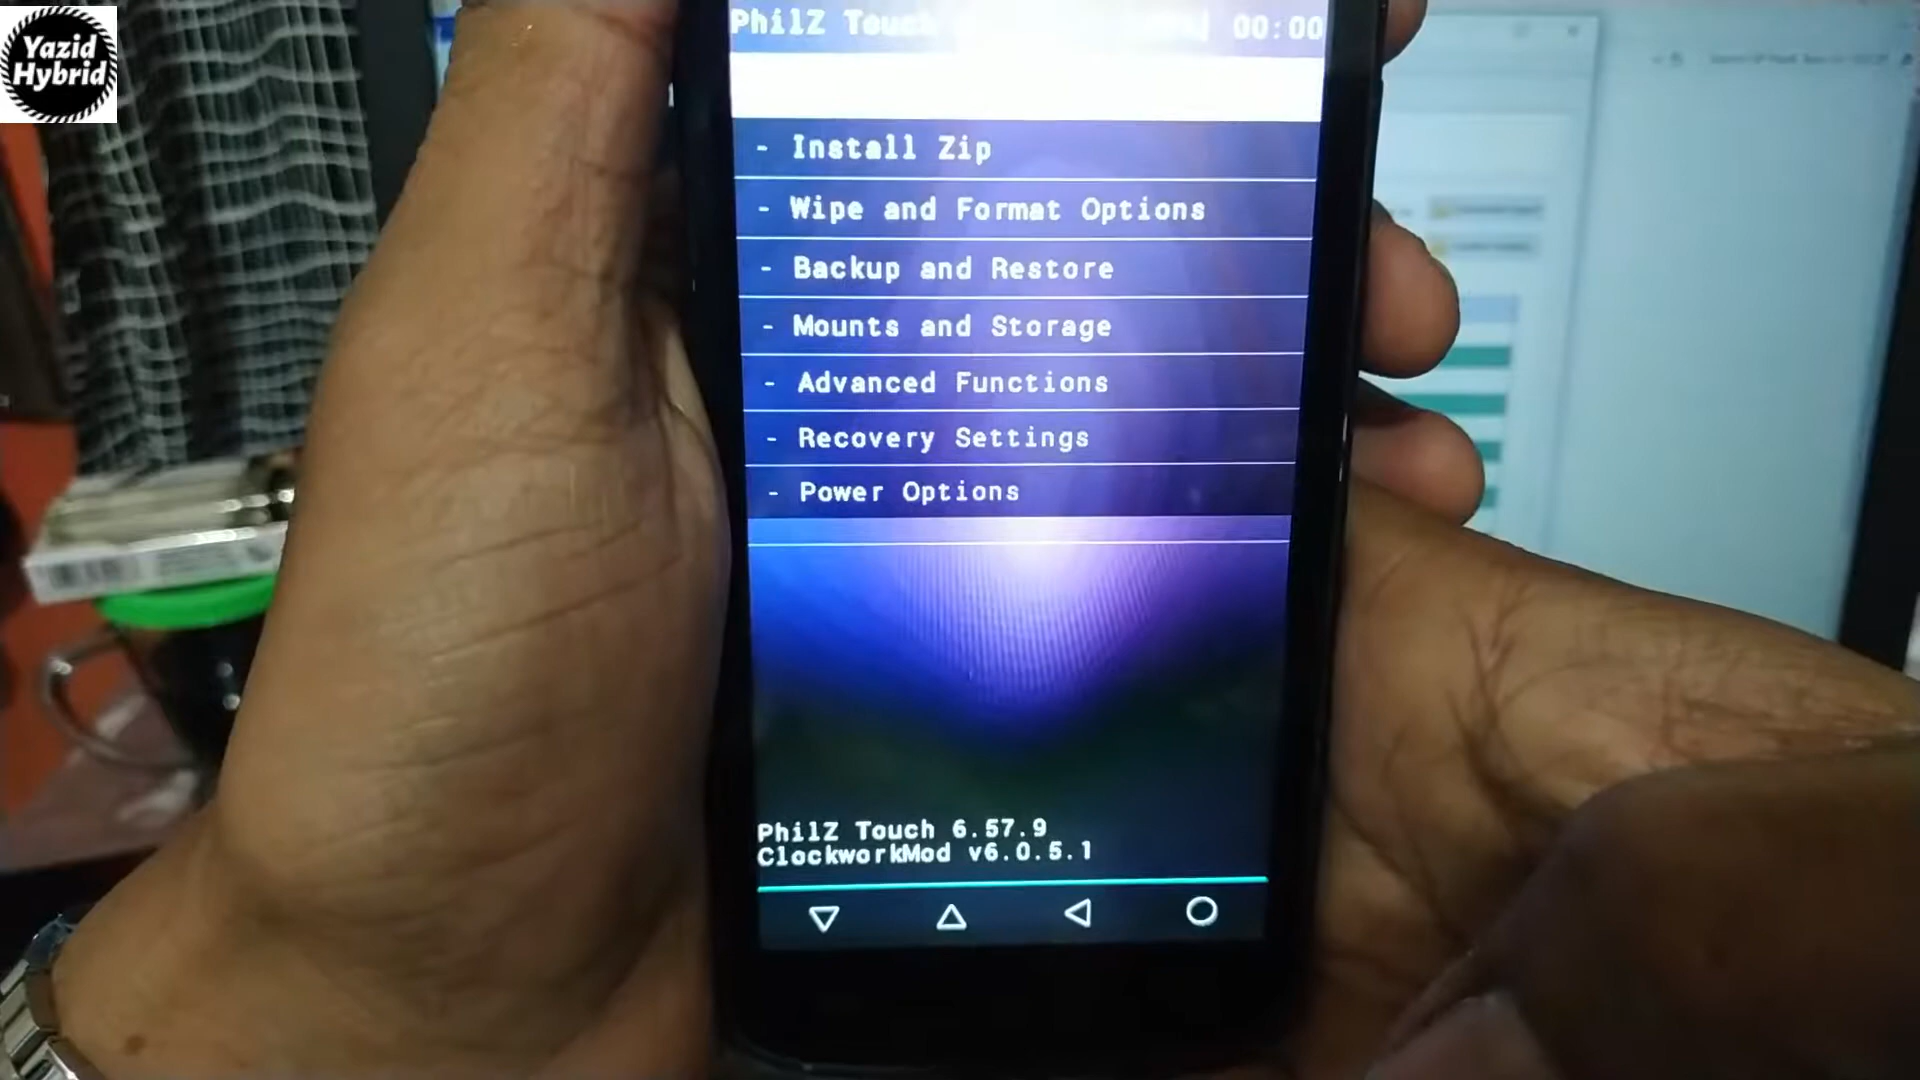 Yazid
Hybrid
PhilZ Touch 00:00
- Install Zip
- Wipe and Format Options
- Backup and Restore
- Mounts and Storage
- Advanced Functions
- Recovery Settings
- Power Options
PhilZ Touch 6.57.9
ClockworkMod v6.0.5.1